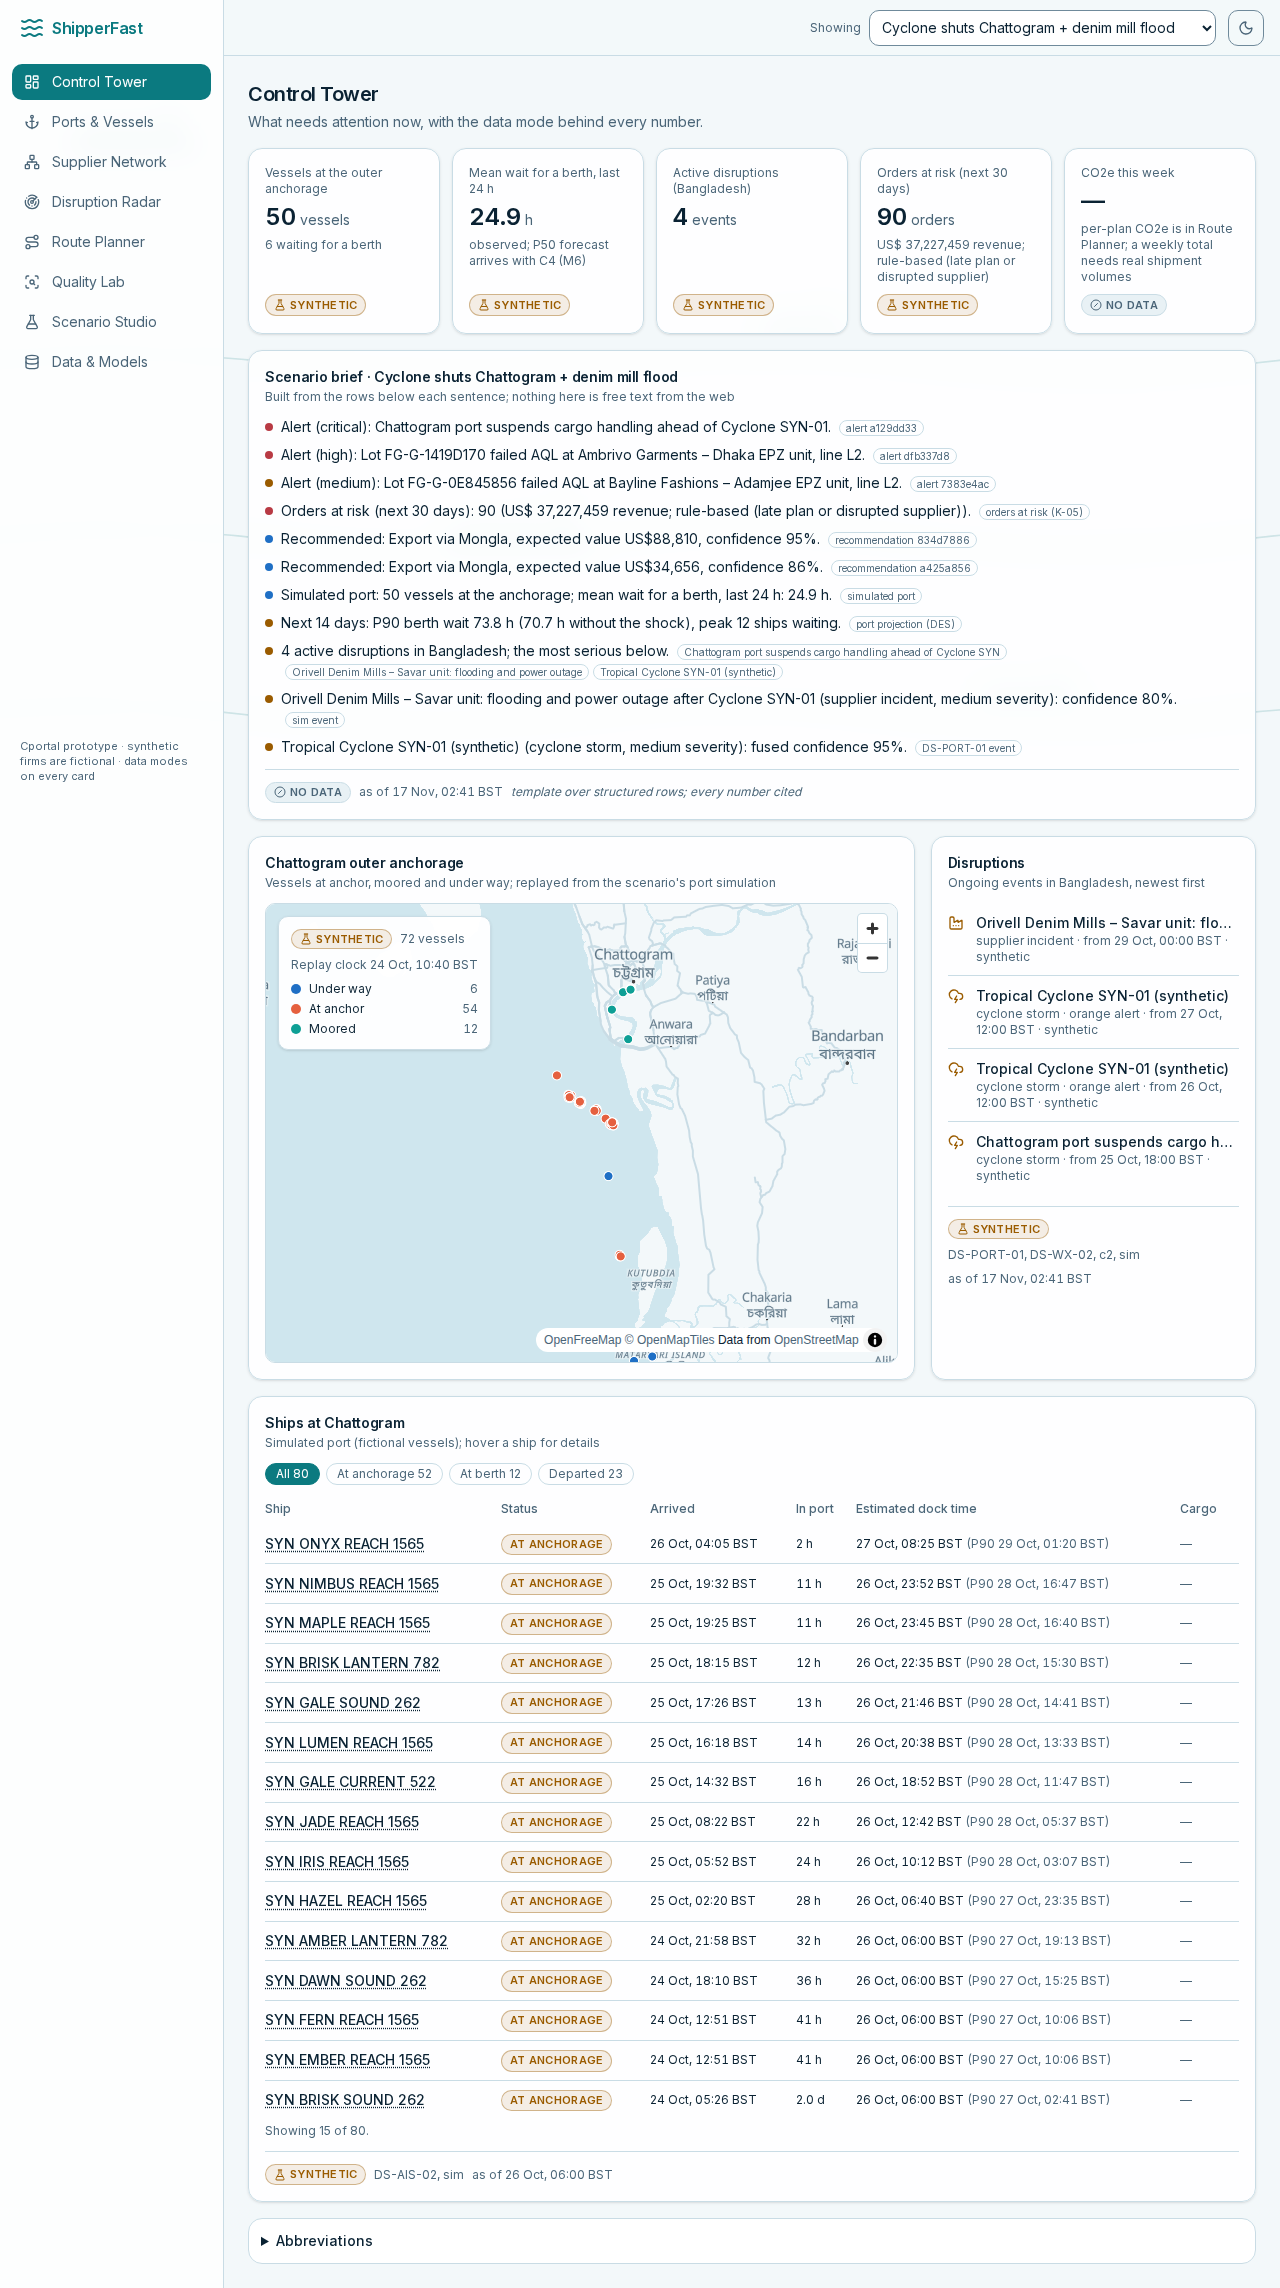 ShipperFast
Control Tower
Ports & Vessels
Supplier Network
Disruption Radar
Route Planner
Quality Lab
Scenario Studio
Data & Models
Cportal prototype · synthetic
firms are fictional · data modes
on every card
Showing
Cyclone shuts Chattogram + denim mill flood
Control Tower
What needs attention now, with the data mode behind every number.
Vessels at the outer
anchorage
50 vessels
6 waiting for a berth
SYNTHETIC
Mean wait for a berth, last
24 h
24.9 h
observed; P50 forecast
arrives with C4 (M6)
SYNTHETIC
Active disruptions
(Bangladesh)
4 events
SYNTHETIC
Orders at risk (next 30
days)
90 orders
US$ 37,227,459 revenue;
rule-based (late plan or
disrupted supplier)
SYNTHETIC
CO2e this week
—
per-plan CO2e is in Route
Planner; a weekly total
needs real shipment
volumes
NO DATA
Scenario brief · Cyclone shuts Chattogram + denim mill flood
Built from the rows below each sentence; nothing here is free text from the web
Alert (critical): Chattogram port suspends cargo handling ahead of Cyclone SYN-01. alert a129dd33
Alert (high): Lot FG-G-1419D170 failed AQL at Ambrivo Garments – Dhaka EPZ unit, line L2. alert dfb337d8
Alert (medium): Lot FG-G-0E845856 failed AQL at Bayline Fashions – Adamjee EPZ unit, line L2. alert 7383e4ac
Orders at risk (next 30 days): 90 (US$ 37,227,459 revenue; rule-based (late plan or disrupted supplier)). orders at risk (K-05)
Recommended: Export via Mongla, expected value US$88,810, confidence 95%. recommendation 834d7886
Recommended: Export via Mongla, expected value US$34,656, confidence 86%. recommendation a425a856
Simulated port: 50 vessels at the anchorage; mean wait for a berth, last 24 h: 24.9 h. simulated port
Next 14 days: P90 berth wait 73.8 h (70.7 h without the shock), peak 12 ships waiting. port projection (DES)
4 active disruptions in Bangladesh; the most serious below. Chattogram port suspends cargo handling ahead of Cyclone SYN
Orivell Denim Mills – Savar unit: flooding and power outage Tropical Cyclone SYN-01 (synthetic)
Orivell Denim Mills – Savar unit: flooding and power outage after Cyclone SYN-01 (supplier incident, medium severity): confidence 80%.
sim event
Tropical Cyclone SYN-01 (synthetic) (cyclone storm, medium severity): fused confidence 95%. DS-PORT-01 event
NO DATA as of 17 Nov, 02:41 BST template over structured rows; every number cited
Chattogram outer anchorage
Vessels at anchor, moored and under way; replayed from the scenario's port simulation
SYNTHETIC 72 vessels
Replay clock 24 Oct, 10:40 BST
Under way 6
At anchor 54
Moored 12
Chattogram
চট্টগ্রাম
Patiya
পটিয়া
Anwara
আনোয়ারা
Bandarban
বান্দরবান
KUTUBDIA
কুতুবদিয়া
Chakaria
চকরিয়া
Lama
লামা
OpenFreeMap © OpenMapTiles Data from OpenStreetMap
Disruptions
Ongoing events in Bangladesh, newest first
Orivell Denim Mills – Savar unit: flo…
supplier incident · from 29 Oct, 00:00 BST ·
synthetic
Tropical Cyclone SYN-01 (synthetic)
cyclone storm · orange alert · from 27 Oct,
12:00 BST · synthetic
Tropical Cyclone SYN-01 (synthetic)
cyclone storm · orange alert · from 26 Oct,
12:00 BST · synthetic
Chattogram port suspends cargo h…
cyclone storm · from 25 Oct, 18:00 BST ·
synthetic
SYNTHETIC
DS-PORT-01, DS-WX-02, c2, sim
as of 17 Nov, 02:41 BST
Ships at Chattogram
Simulated port (fictional vessels); hover a ship for details
All 80 At anchorage 52 At berth 12 Departed 23
Ship Status Arrived In port Estimated dock time Cargo
SYN ONYX REACH 1565 AT ANCHORAGE 26 Oct, 04:05 BST 2 h 27 Oct, 08:25 BST (P90 29 Oct, 01:20 BST) —
SYN NIMBUS REACH 1565 AT ANCHORAGE 25 Oct, 19:32 BST 11 h 26 Oct, 23:52 BST (P90 28 Oct, 16:47 BST) —
SYN MAPLE REACH 1565 AT ANCHORAGE 25 Oct, 19:25 BST 11 h 26 Oct, 23:45 BST (P90 28 Oct, 16:40 BST) —
SYN BRISK LANTERN 782 AT ANCHORAGE 25 Oct, 18:15 BST 12 h 26 Oct, 22:35 BST (P90 28 Oct, 15:30 BST) —
SYN GALE SOUND 262 AT ANCHORAGE 25 Oct, 17:26 BST 13 h 26 Oct, 21:46 BST (P90 28 Oct, 14:41 BST) —
SYN LUMEN REACH 1565 AT ANCHORAGE 25 Oct, 16:18 BST 14 h 26 Oct, 20:38 BST (P90 28 Oct, 13:33 BST) —
SYN GALE CURRENT 522 AT ANCHORAGE 25 Oct, 14:32 BST 16 h 26 Oct, 18:52 BST (P90 28 Oct, 11:47 BST) —
SYN JADE REACH 1565 AT ANCHORAGE 25 Oct, 08:22 BST 22 h 26 Oct, 12:42 BST (P90 28 Oct, 05:37 BST) —
SYN IRIS REACH 1565 AT ANCHORAGE 25 Oct, 05:52 BST 24 h 26 Oct, 10:12 BST (P90 28 Oct, 03:07 BST) —
SYN HAZEL REACH 1565 AT ANCHORAGE 25 Oct, 02:20 BST 28 h 26 Oct, 06:40 BST (P90 27 Oct, 23:35 BST) —
SYN AMBER LANTERN 782 AT ANCHORAGE 24 Oct, 21:58 BST 32 h 26 Oct, 06:00 BST (P90 27 Oct, 19:13 BST) —
SYN DAWN SOUND 262 AT ANCHORAGE 24 Oct, 18:10 BST 36 h 26 Oct, 06:00 BST (P90 27 Oct, 15:25 BST) —
SYN FERN REACH 1565 AT ANCHORAGE 24 Oct, 12:51 BST 41 h 26 Oct, 06:00 BST (P90 27 Oct, 10:06 BST) —
SYN EMBER REACH 1565 AT ANCHORAGE 24 Oct, 12:51 BST 41 h 26 Oct, 06:00 BST (P90 27 Oct, 10:06 BST) —
SYN BRISK SOUND 262 AT ANCHORAGE 24 Oct, 05:26 BST 2.0 d 26 Oct, 06:00 BST (P90 27 Oct, 02:41 BST) —
Showing 15 of 80.
SYNTHETIC DS-AIS-02, sim as of 26 Oct, 06:00 BST
Abbreviations